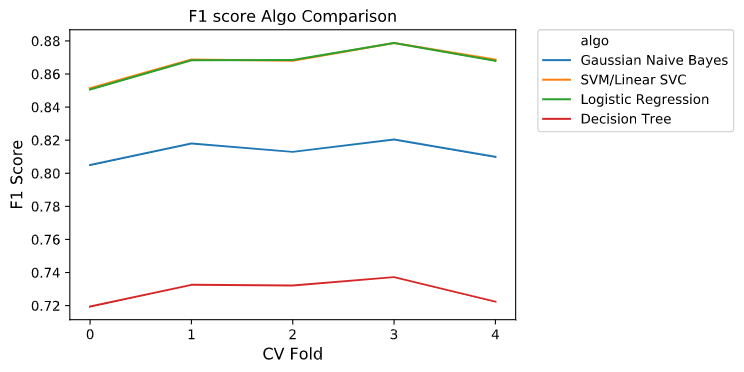 F1 score Algo Comparison
0.88
0.86
0.84
0.82
0.80
0.78
0.76
0.74
0.72
F1 Score
0 1 2 3 4
CV Fold
algo
Gaussian Naive Bayes
SVM/Linear SVC
Logistic Regression
Decision Tree